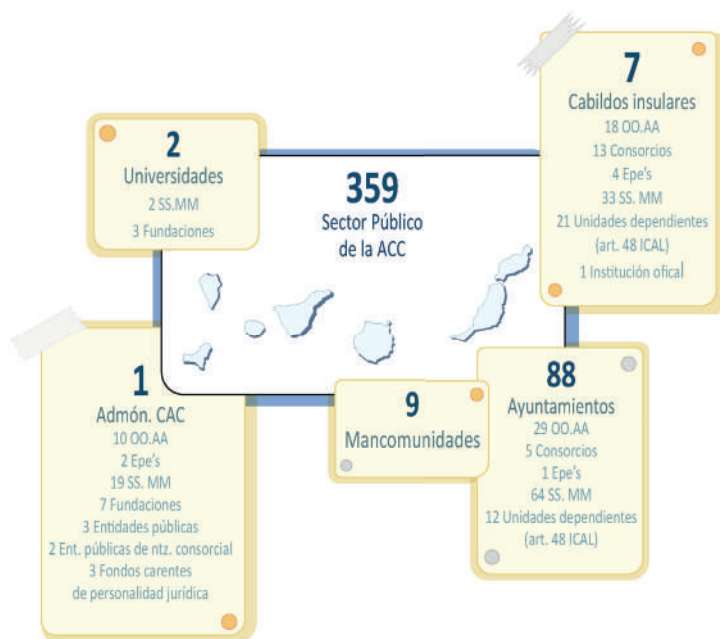 2
Universidades
2 SS.MM
3 Fundaciones
359
Sector Público
de la ACC
7
Cabildos insulares
18 OO.AA
13 Consorcios
4 Epe's
33 SS. MM
21 Unidades dependientes
(art. 48 ICAL)
1 Institución ofical
1
Admón. CAC
10 OO.AA
2 Epe's
19 SS. MM
7 Fundaciones
3 Entidades públicas
2 Ent. públicas de ntz. consorcial
3 Fondos carentes
de personalidad jurídica
9
Mancomunidades
88
Ayuntamientos
29 OO.AA
5 Consorcios
1 Epe's
64 SS. MM
12 Unidades dependientes
(art. 48 ICAL)